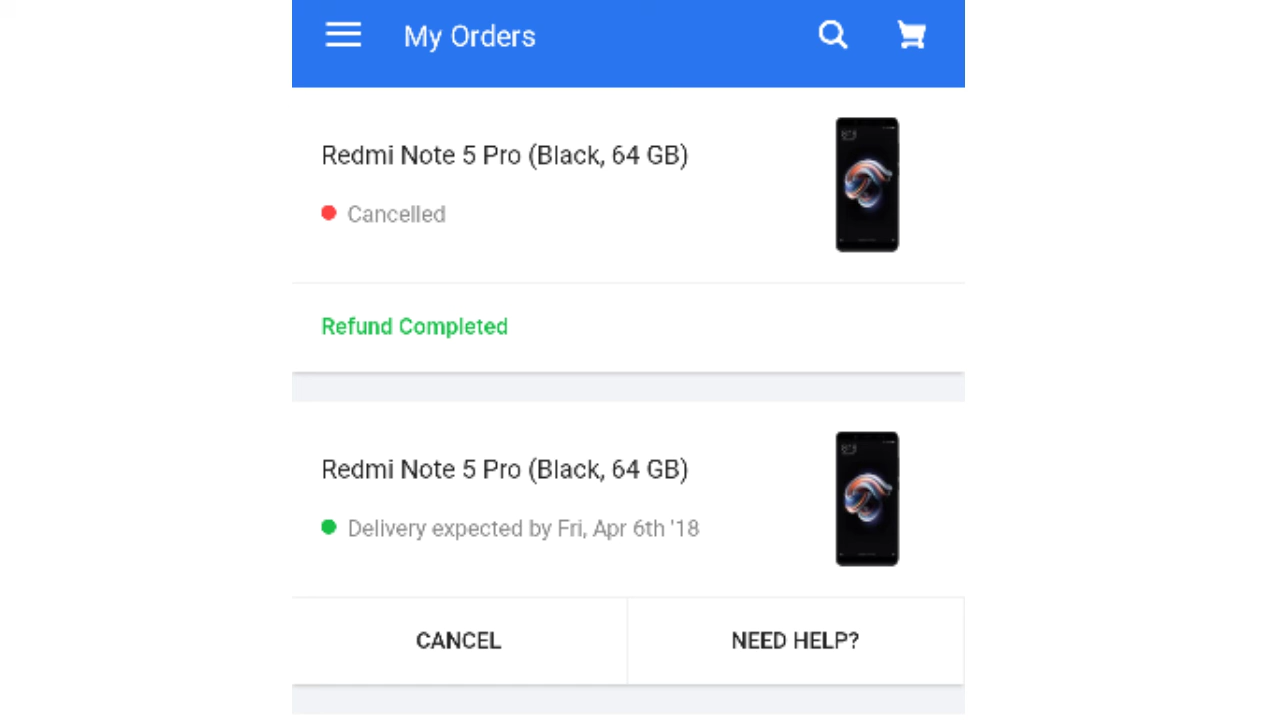 My Orders
Redmi Note 5 Pro (Black, 64 GB)
Cancelled
Refund Completed
Redmi Note 5 Pro (Black, 64 GB)
Delivery expected by Fri, Apr 6th '18
CANCEL
NEED HELP?